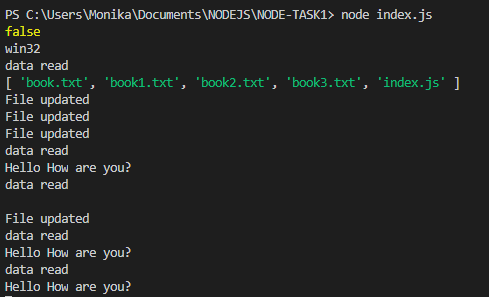 PS C:\Users\Monika\Documents\NODEJS\NODE-TASK1> node index.js
false
win32
data read
[ 'book.txt', 'book1.txt', 'book2.txt', 'book3.txt', 'index.js' ]
File updated
File updated
File updated
data read
Hello How are you?
data read

File updated
data read
Hello How are you?
data read
Hello How are you?